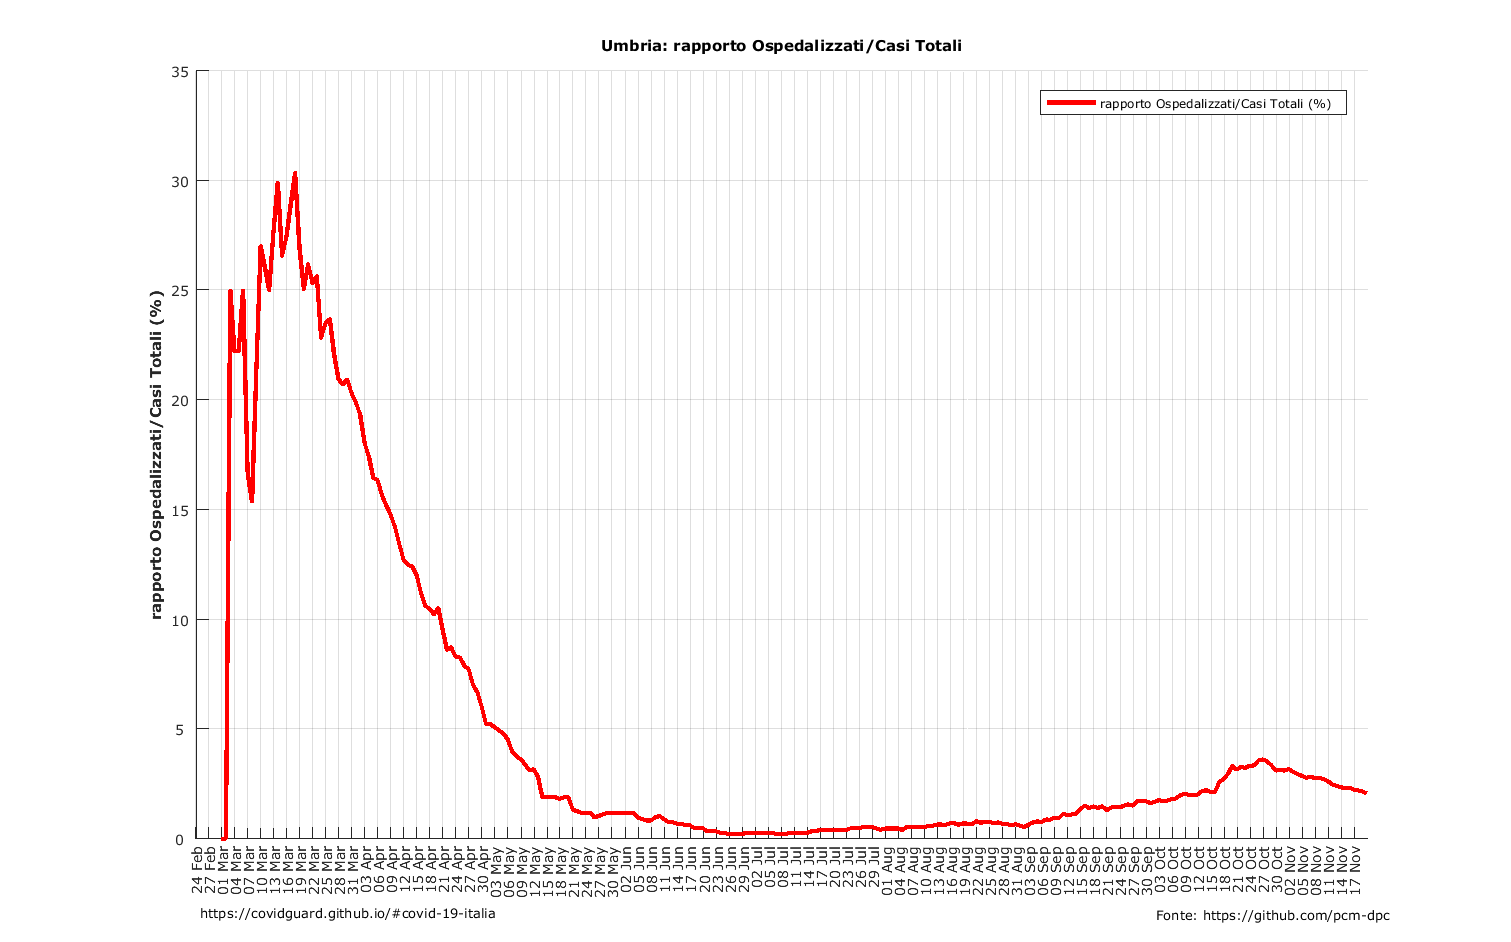 Umbria: rapporto Ospedalizzati/Casi Totali
rapporto Ospedalizzati/Casi Totali (%)
rapporto Ospedalizzati/Casi Totali (%)
35
30
25
20
15
10
5
0
24 Feb
27 Feb
01 Mar
04 Mar
07 Mar
10 Mar
13 Mar
16 Mar
19 Mar
22 Mar
25 Mar
28 Mar
31 Mar
03 Apr
06 Apr
09 Apr
12 Apr
15 Apr
18 Apr
21 Apr
24 Apr
27 Apr
30 Apr
03 May
06 May
09 May
12 May
15 May
18 May
21 May
24 May
27 May
30 May
02 Jun
05 Jun
08 Jun
11 Jun
14 Jun
17 Jun
20 Jun
23 Jun
26 Jun
29 Jun
02 Jul
05 Jul
08 Jul
11 Jul
14 Jul
17 Jul
20 Jul
23 Jul
26 Jul
29 Jul
01 Aug
04 Aug
07 Aug
10 Aug
13 Aug
16 Aug
19 Aug
22 Aug
25 Aug
28 Aug
31 Aug
03 Sep
06 Sep
09 Sep
12 Sep
15 Sep
18 Sep
21 Sep
24 Sep
27 Sep
30 Sep
03 Oct
06 Oct
09 Oct
12 Oct
15 Oct
18 Oct
21 Oct
24 Oct
27 Oct
30 Oct
02 Nov
05 Nov
08 Nov
11 Nov
14 Nov
17 Nov
https://covidguard.github.io/#covid-19-italia
Fonte: https://github.com/pcm-dpc